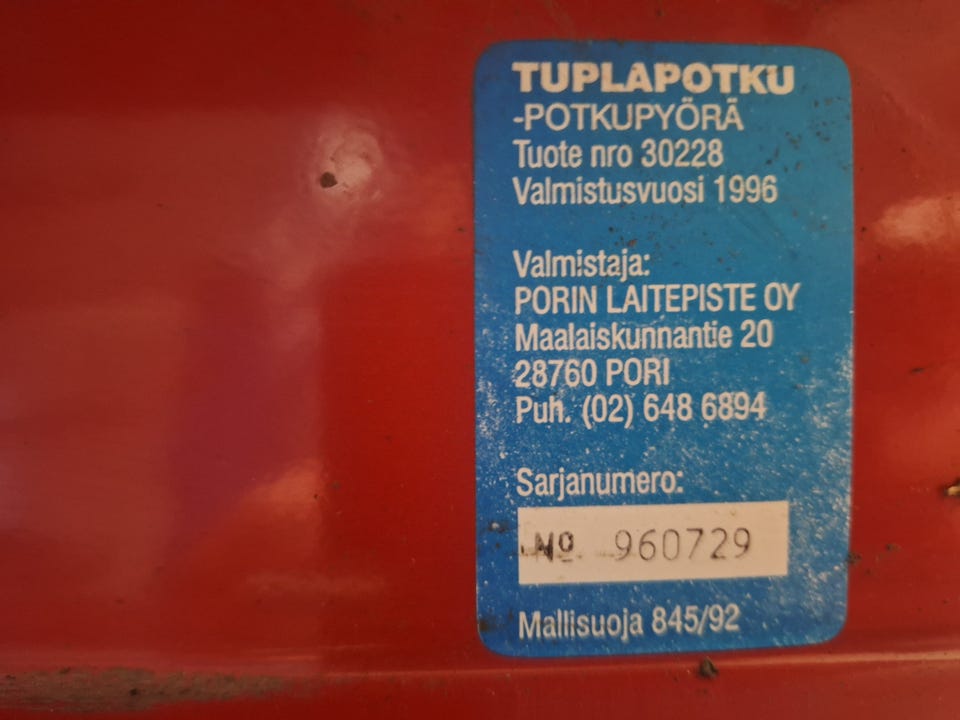 TUPLAPOTKU
-POTKUPYÖRÄ
Tuote nro 30228
Valmistusvuosi 1996
Valmistaja:
PORIN LAITEPISTE OY
Maalaiskunnantie 20
28760 PORI
Puh. (02) 648 6894
Sarjanumero:
Nº 960729
Mallisuoja 845/92